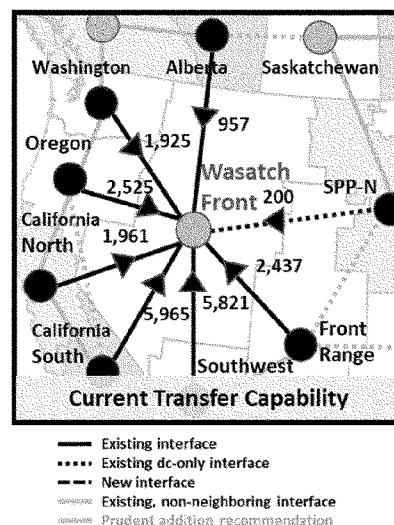 Washington
Alberta
Saskatchewan
1,925
957
Oregon
Wasatch
Front
2,525
200
SPP-N
California
North
1,961
2,437
5,965
5,821
California
South
Front
Range
Southwest
Current Transfer Capability
Existing interface
Existing dc-only interface
New interface
Existing, non-neighboring interface
Prudent addition recommendation